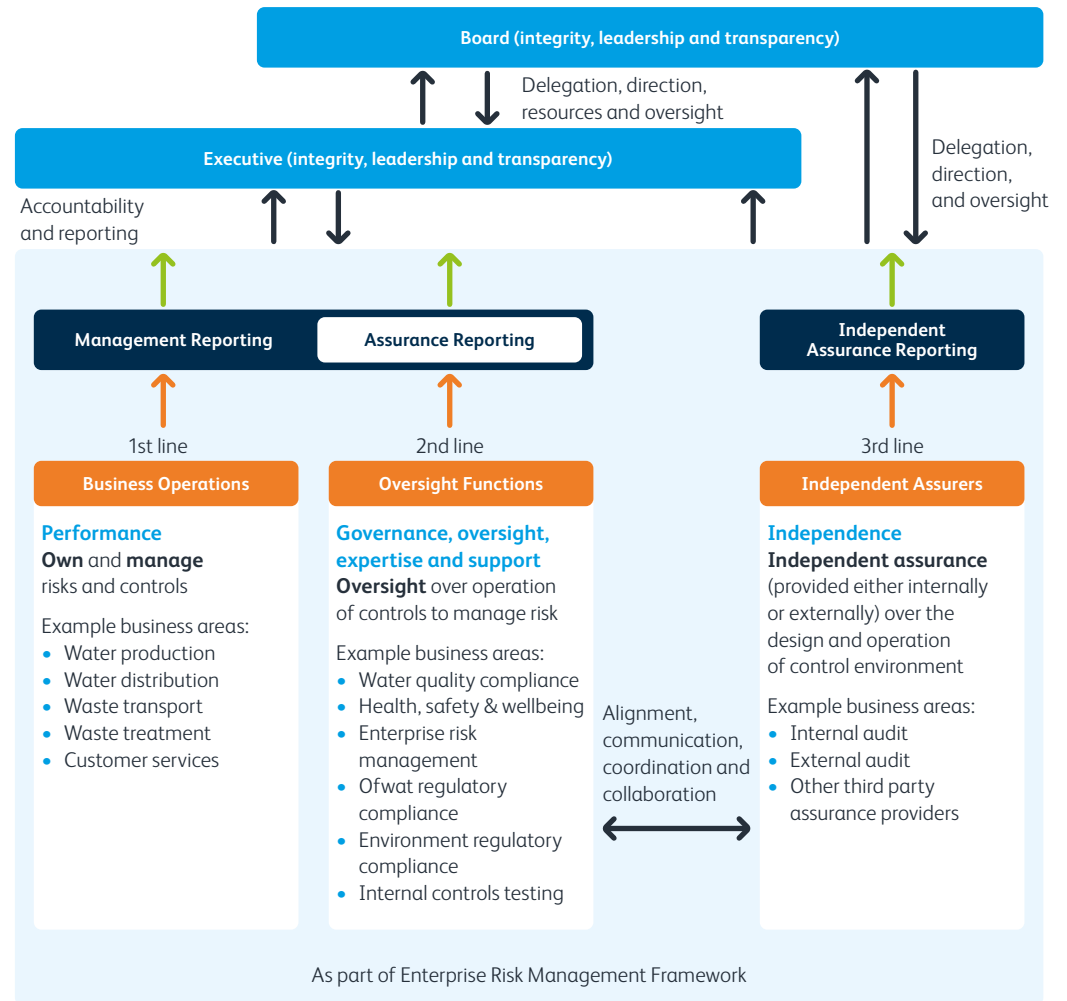 Board (integrity, leadership and transparency)
Delegation, direction,
resources and oversight
Executive (integrity, leadership and transparency)
Delegation,
direction,
and oversight
Accountability
and reporting
Management Reporting
Assurance Reporting
Independent
Assurance Reporting
1st line
2nd line
3rd line
Business Operations
Performance
Own and manage
risks and controls
Example business areas:
• Water production
• Water distribution
• Waste transport
• Waste treatment
• Customer services
Oversight Functions
Governance, oversight,
expertise and support
Oversight over operation
of controls to manage risk
Example business areas:
• Water quality compliance
• Health, safety & wellbeing
• Enterprise risk
management
• Ofwat regulatory
compliance
• Environment regulatory
compliance
• Internal controls testing
Alignment,
communication,
coordination and
collaboration
Independent Assurers
Independence
Independent assurance
(provided either internally
or externally) over the
design and operation
of control environment
Example business areas:
• Internal audit
• External audit
• Other third party
assurance providers
As part of Enterprise Risk Management Framework